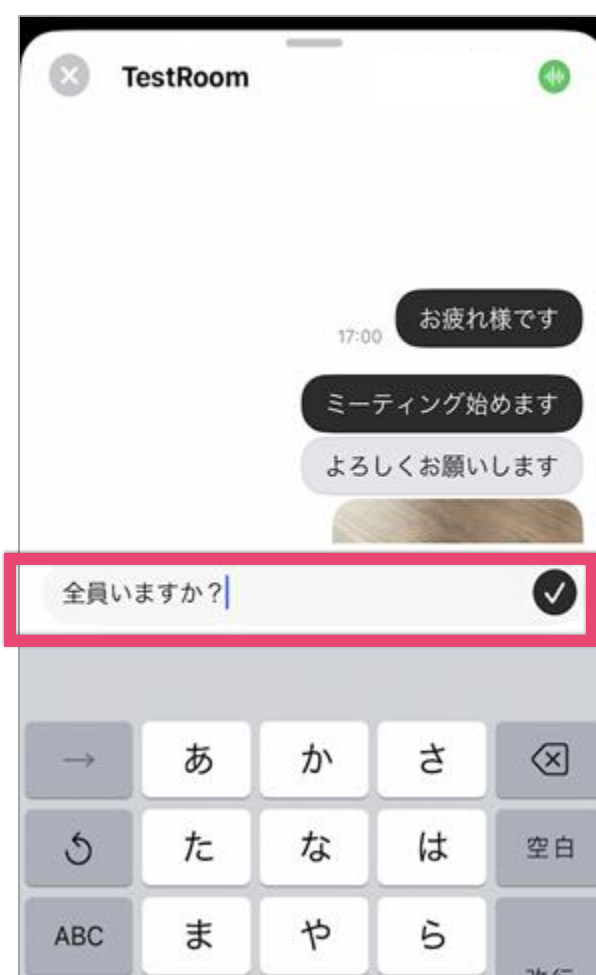 TestRoom
お疲れ様です
17:00
ミーティング始めます
よろしくお願いします
全員いますか？
→ あ か さ
た な は 空白
ABC ま や ら